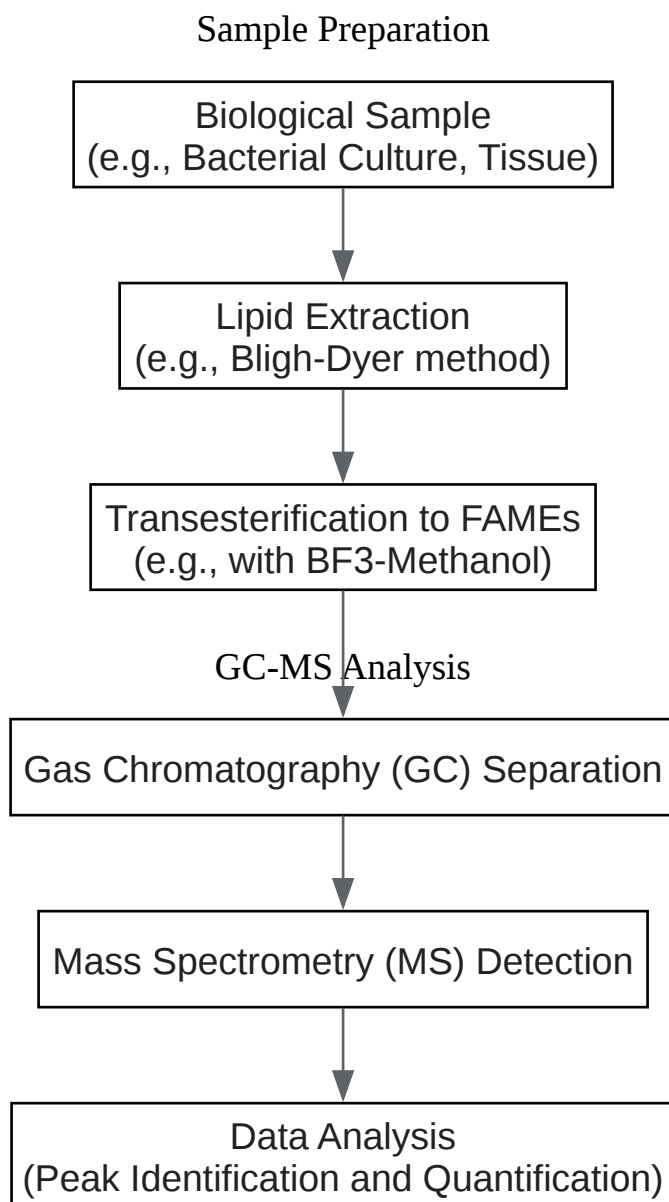 Sample Preparation
Biological Sample
(e.g., Bacterial Culture, Tissue)
Lipid Extraction
(e.g., Bligh-Dyer method)
Transesterification to FAMEs
(e.g., with BF3-Methanol)
GC-MS Analysis
Gas Chromatography (GC) Separation
Mass Spectrometry (MS) Detection
Data Analysis
(Peak Identification and Quantification)